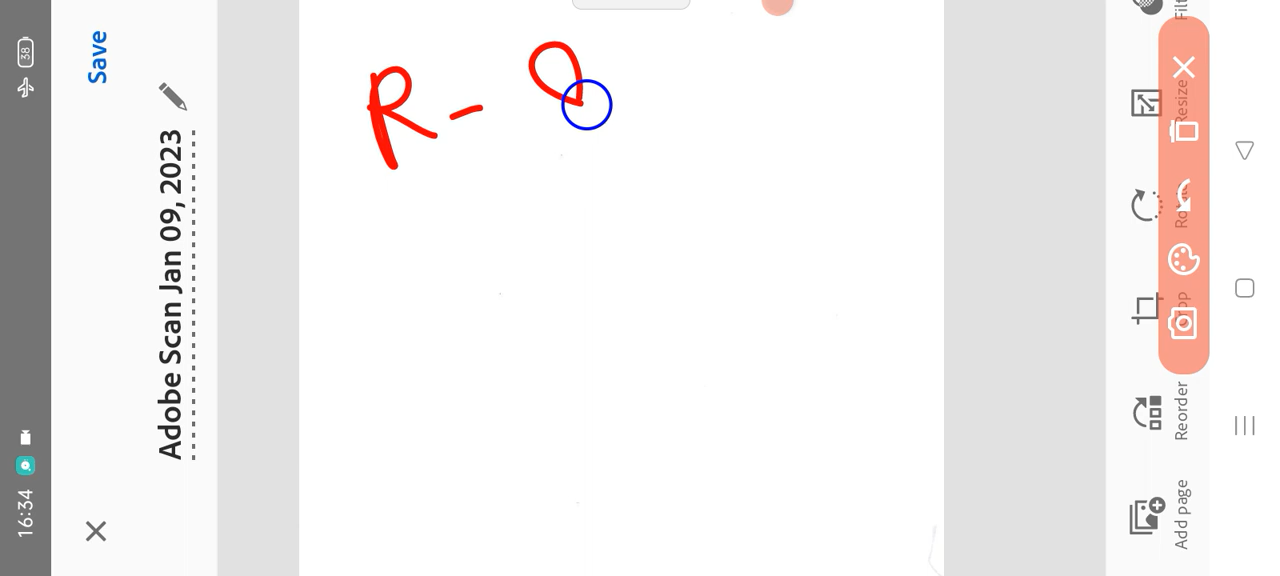 16:34
38
Save
Adobe Scan Jan 09, 2023
Resize
Reorder
Add page
R -